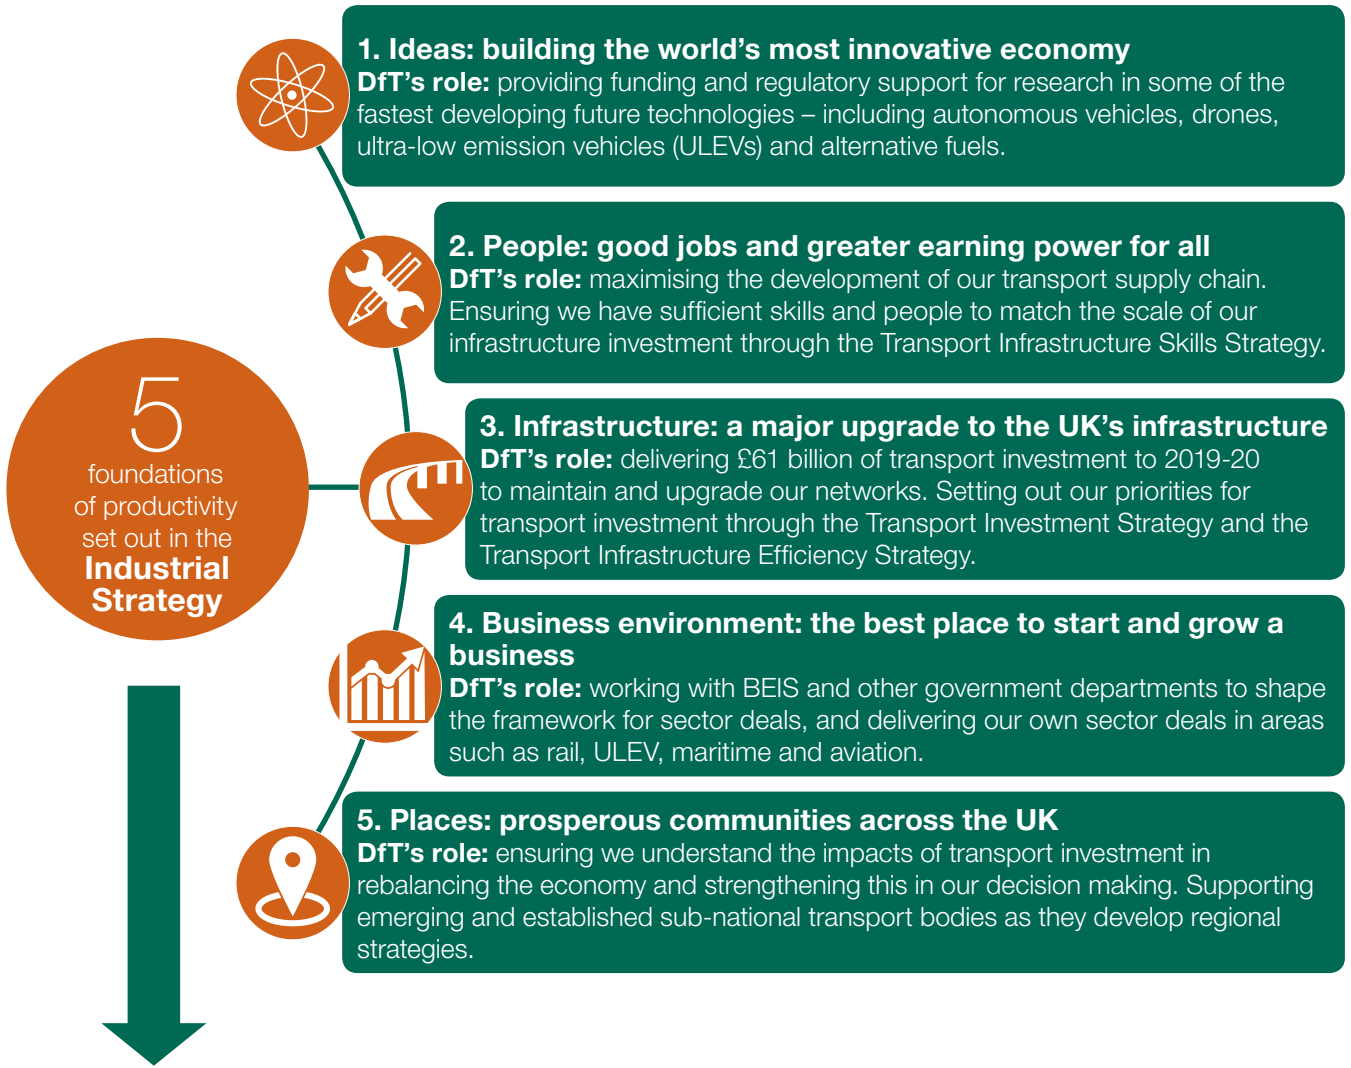 1. Ideas: building the world’s most innovative economy
DfT’s role: providing funding and regulatory support for research in some of the
fastest developing future technologies – including autonomous vehicles, drones,
ultra-low emission vehicles (ULEVs) and alternative fuels.
2. People: good jobs and greater earning power for all
DfT’s role: maximising the development of our transport supply chain.
Ensuring we have sufficient skills and people to match the scale of our
infrastructure investment through the Transport Infrastructure Skills Strategy.
5
foundations
of productivity
set out in the
Industrial
Strategy
3. Infrastructure: a major upgrade to the UK’s infrastructure
DfT’s role: delivering £61 billion of transport investment to 2019-20
to maintain and upgrade our networks. Setting out our priorities for
transport investment through the Transport Investment Strategy and the
Transport Infrastructure Efficiency Strategy.
4. Business environment: the best place to start and grow a
business
DfT’s role: working with BEIS and other government departments to shape
the framework for sector deals, and delivering our own sector deals in areas
such as rail, ULEV, maritime and aviation.
5. Places: prosperous communities across the UK
DfT’s role: ensuring we understand the impacts of transport investment in
rebalancing the economy and strengthening this in our decision making. Supporting
emerging and established sub-national transport bodies as they develop regional
strategies.